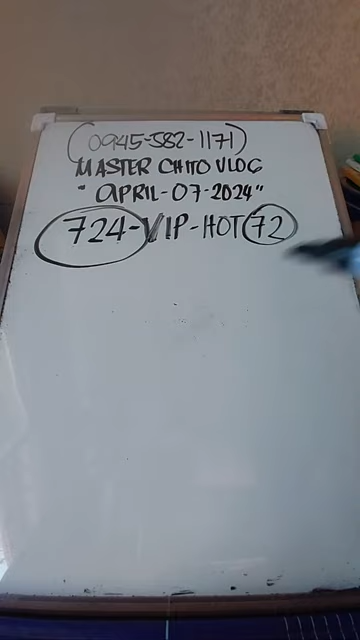 (0945-582-1171)
MASTER CHITO VLOG
"APRIL-07-2024"
724-VIP-HOT 72